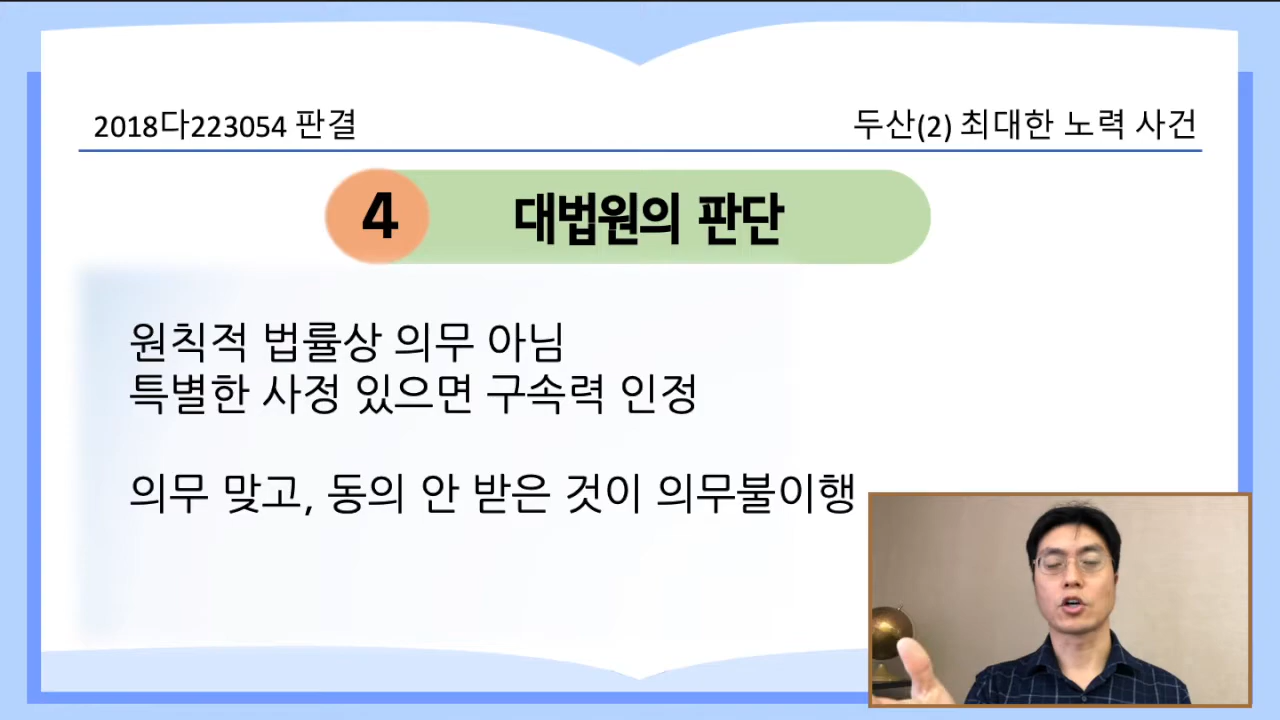 2018다223054 판결
두산(2) 최대한 노력 사건
4
대법원의 판단
원칙적 법률상 의무 아님
특별한 사정 있으면 구속력 인정
의무 맞고, 동의 안 받은 것이 의무불이행